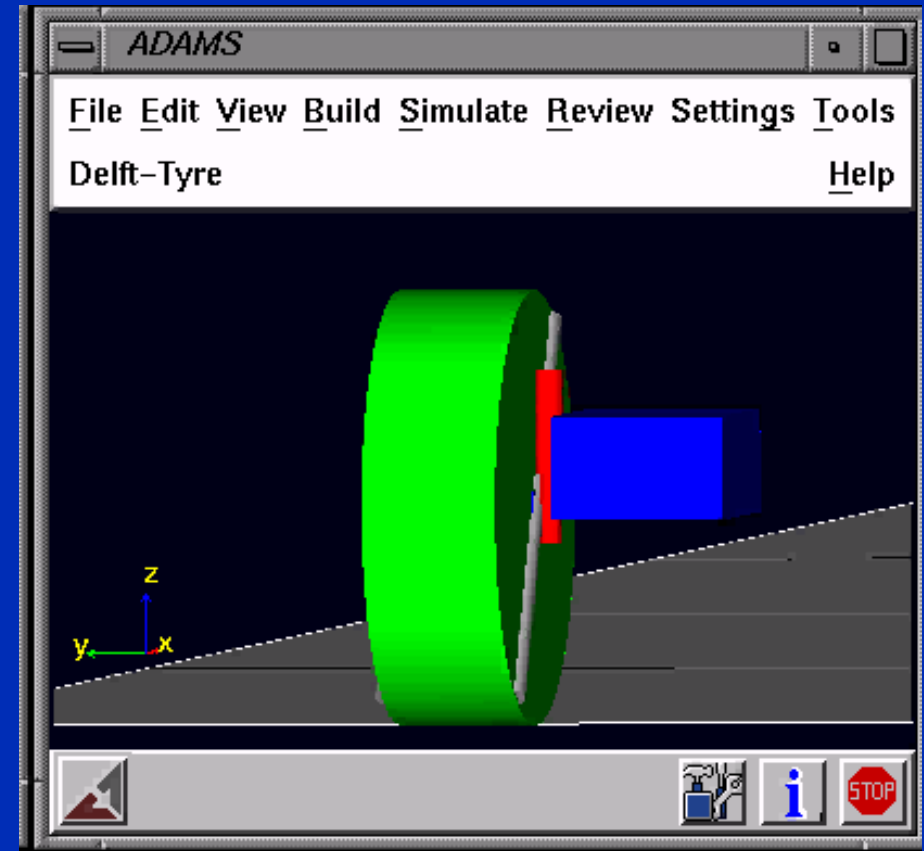 ADAMS
File Edit View Build Simulate Review Settings Tools
Delft-Tyre Help
z
y x
i STOP